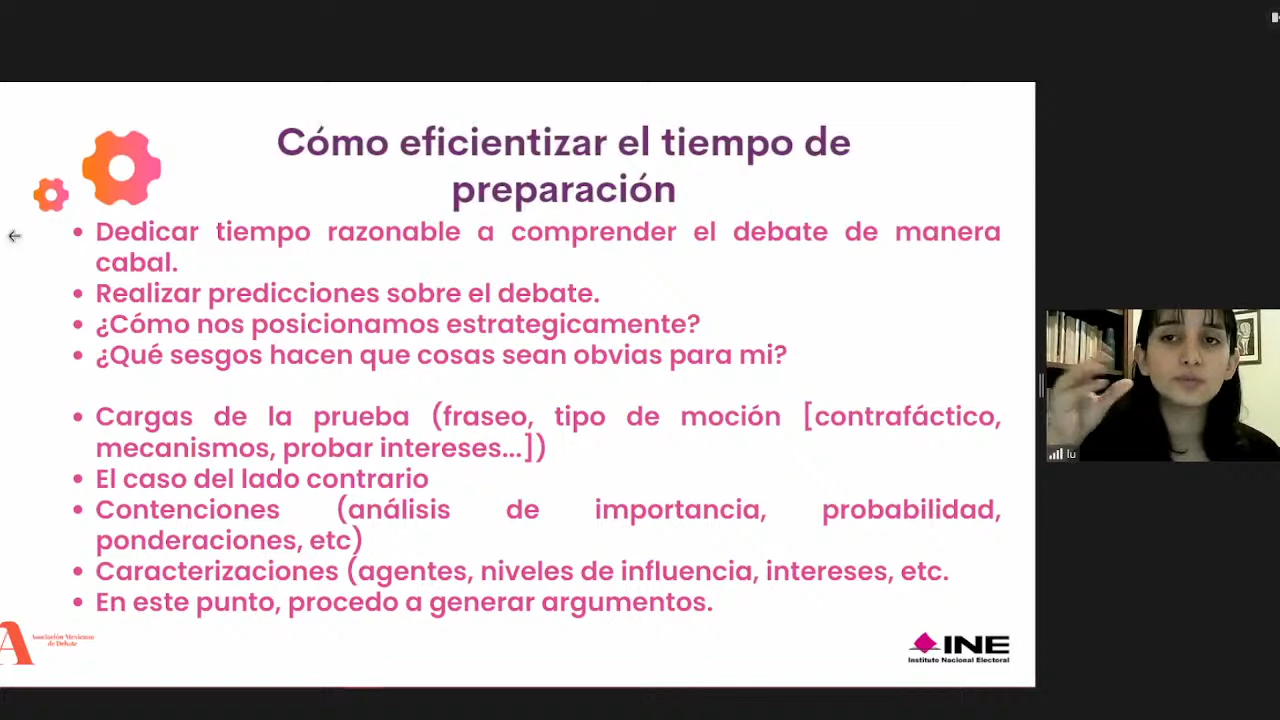 Cómo eficientizar el tiempo de
preparación
• Dedicar tiempo razonable a comprender el debate de manera
cabal.
• Realizar predicciones sobre el debate.
• ¿Cómo nos posicionamos estrategicamente?
• ¿Qué sesgos hacen que cosas sean obvias para mi?
• Cargas de la prueba (fraseo, tipo de moción [contrafáctico,
mecanismos, probar intereses...])
• El caso del lado contrario
• Contenciones (análisis de importancia, probabilidad,
ponderaciones, etc)
• Caracterizaciones (agentes, niveles de influencia, intereses, etc.
• En este punto, procedo a generar argumentos.
A
Asociación Mexicana
de Debate
INE
Instituto Nacional Electoral
lu